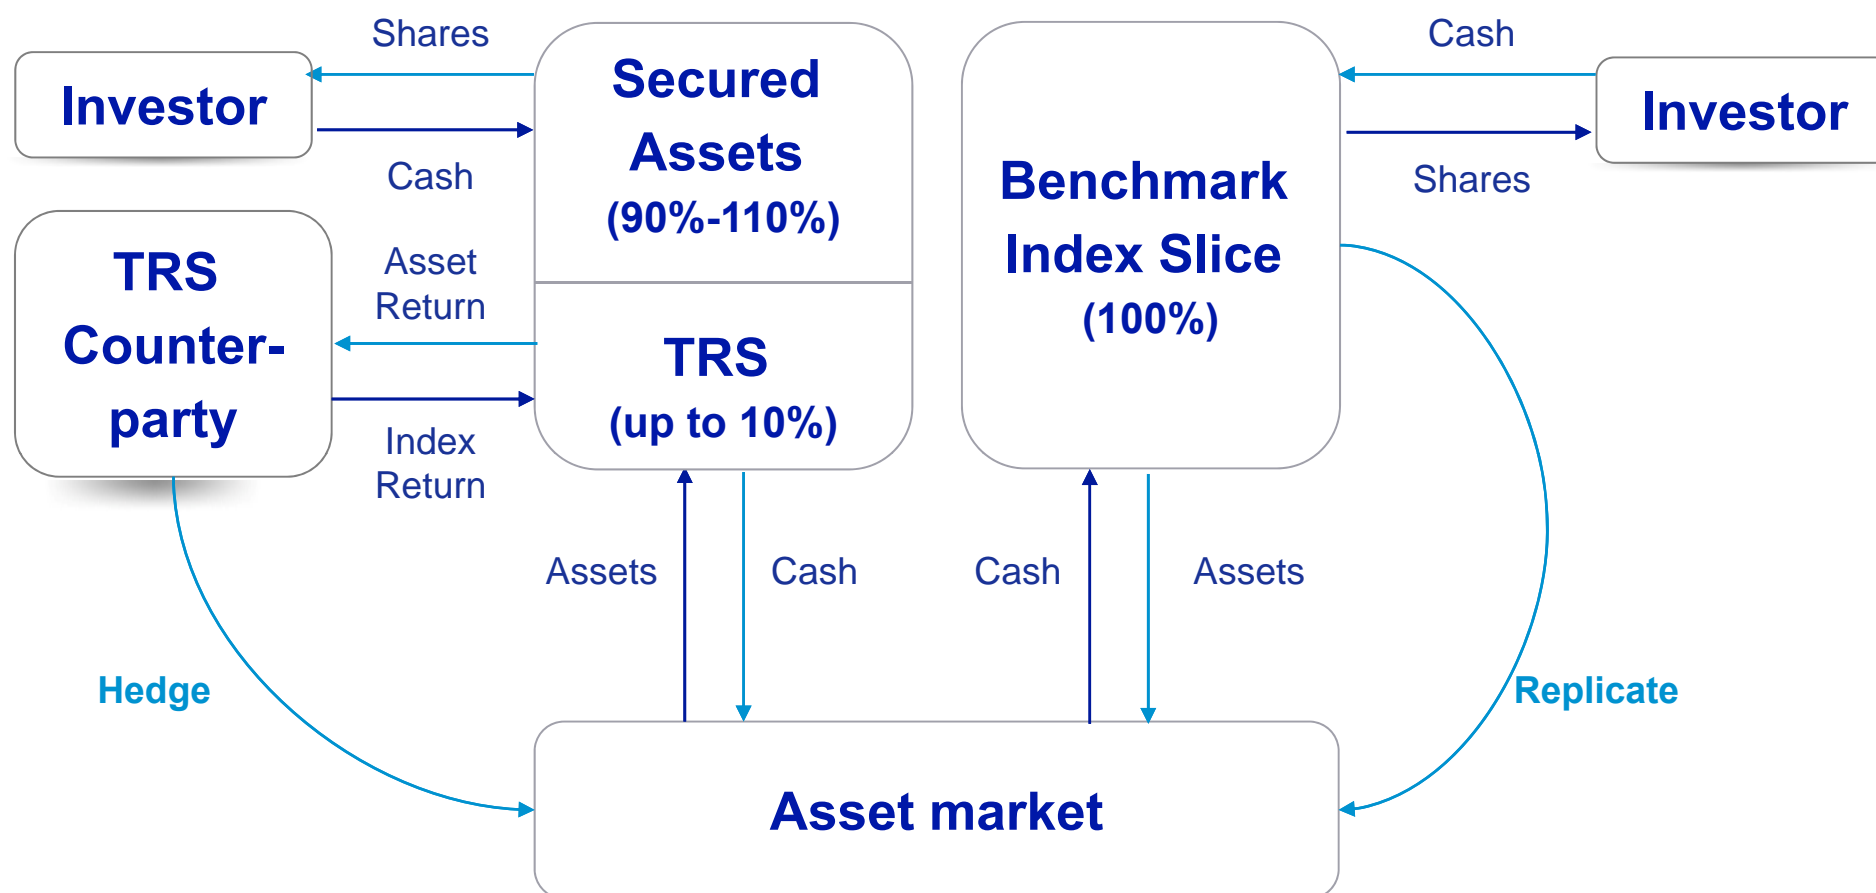 Shares
Investor
Cash
Secured
Assets
(90%-110%)
TRS
Counter-
party
Asset
Return
Index
Return
TRS
(up to 10%)
Benchmark
Index Slice
(100%)
Cash
Investor
Shares
Assets
Cash
Cash
Assets
Hedge
Replicate
Asset market